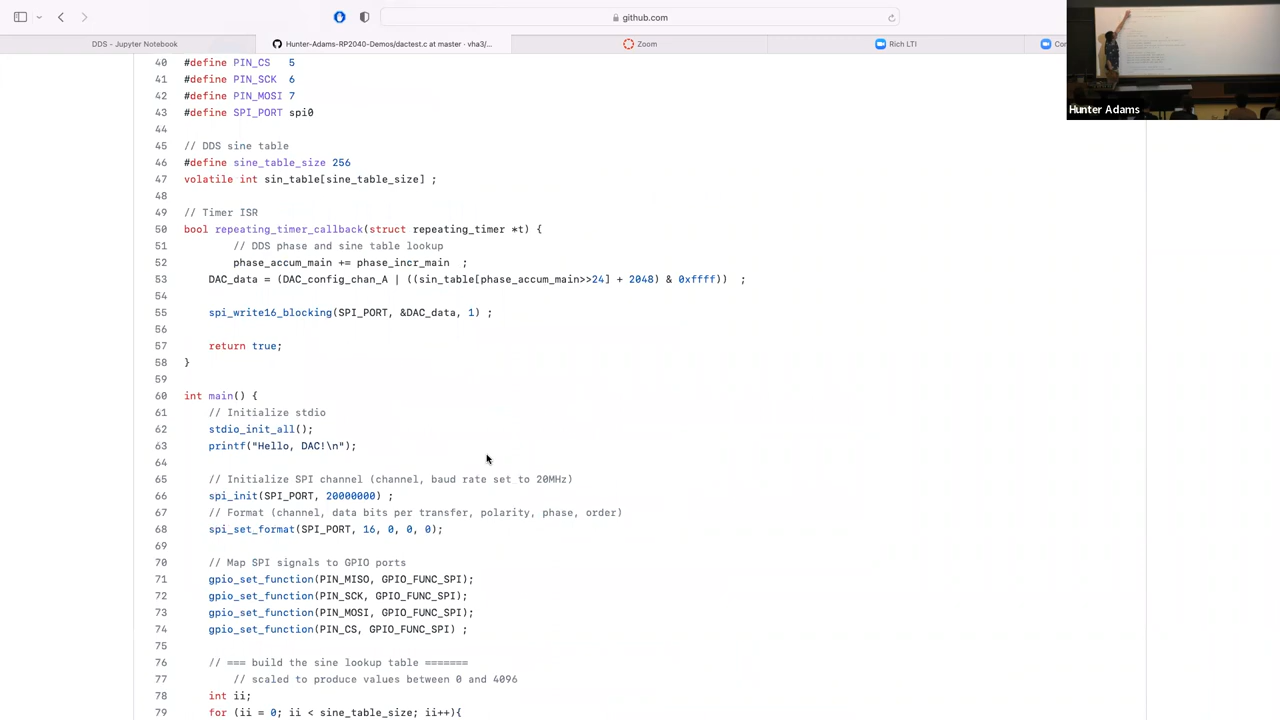 github.com
DDS - Jupyter Notebook
Hunter-Adams-RP2040-Demos/dactest.c at master · vha3/...
Zoom
Rich LTI
Con
Hunter Adams
40 #define PIN_CS 5
41 #define PIN_SCK 6
42 #define PIN_MOSI 7
43 #define SPI_PORT spi0
44
45 // DDS sine table
46 #define sine_table_size 256
47 volatile int sin_table[sine_table_size] ;
48
49 // Timer ISR
50 bool repeating_timer_callback(struct repeating_timer *t) {
51 // DDS phase and sine table lookup
52 phase_accum_main += phase_incr_main ;
53 DAC_data = (DAC_config_chan_A | ((sin_table[phase_accum_main>>24] + 2048) & 0xffff)) ;
54
55 spi_write16_blocking(SPI_PORT, &DAC_data, 1) ;
56
57 return true;
58 }
59
60 int main() {
61 // Initialize stdio
62 stdio_init_all();
63 printf("Hello, DAC!\n");
64
65 // Initialize SPI channel (channel, baud rate set to 20MHz)
66 spi_init(SPI_PORT, 20000000) ;
67 // Format (channel, data bits per transfer, polarity, phase, order)
68 spi_set_format(SPI_PORT, 16, 0, 0, 0);
69
70 // Map SPI signals to GPIO ports
71 gpio_set_function(PIN_MISO, GPIO_FUNC_SPI);
72 gpio_set_function(PIN_SCK, GPIO_FUNC_SPI);
73 gpio_set_function(PIN_MOSI, GPIO_FUNC_SPI);
74 gpio_set_function(PIN_CS, GPIO_FUNC_SPI) ;
75
76 // === build the sine lookup table =======
77 // scaled to produce values between 0 and 4096
78 int ii;
79 for (ii = 0; ii < sine_table_size; ii++){